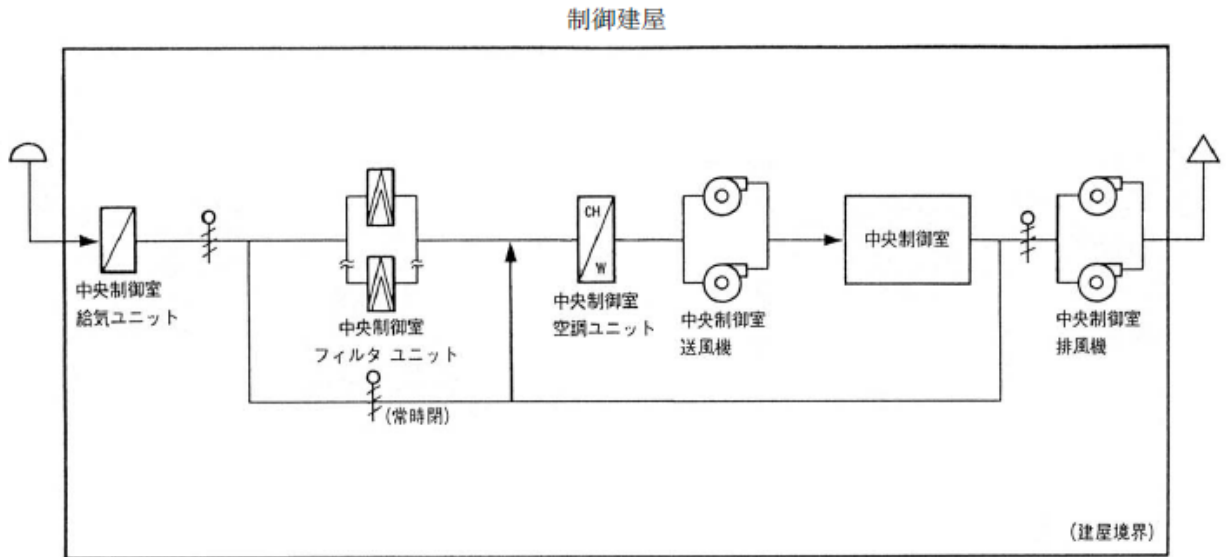 制御建屋
CH
W
中央制御室
中央制御室
給気ユニット
中央制御室
フィルタ ユニット
中央制御室
空調ユニット
中央制御室
送風機
中央制御室
排風機
(常時閉)
(建屋境界)